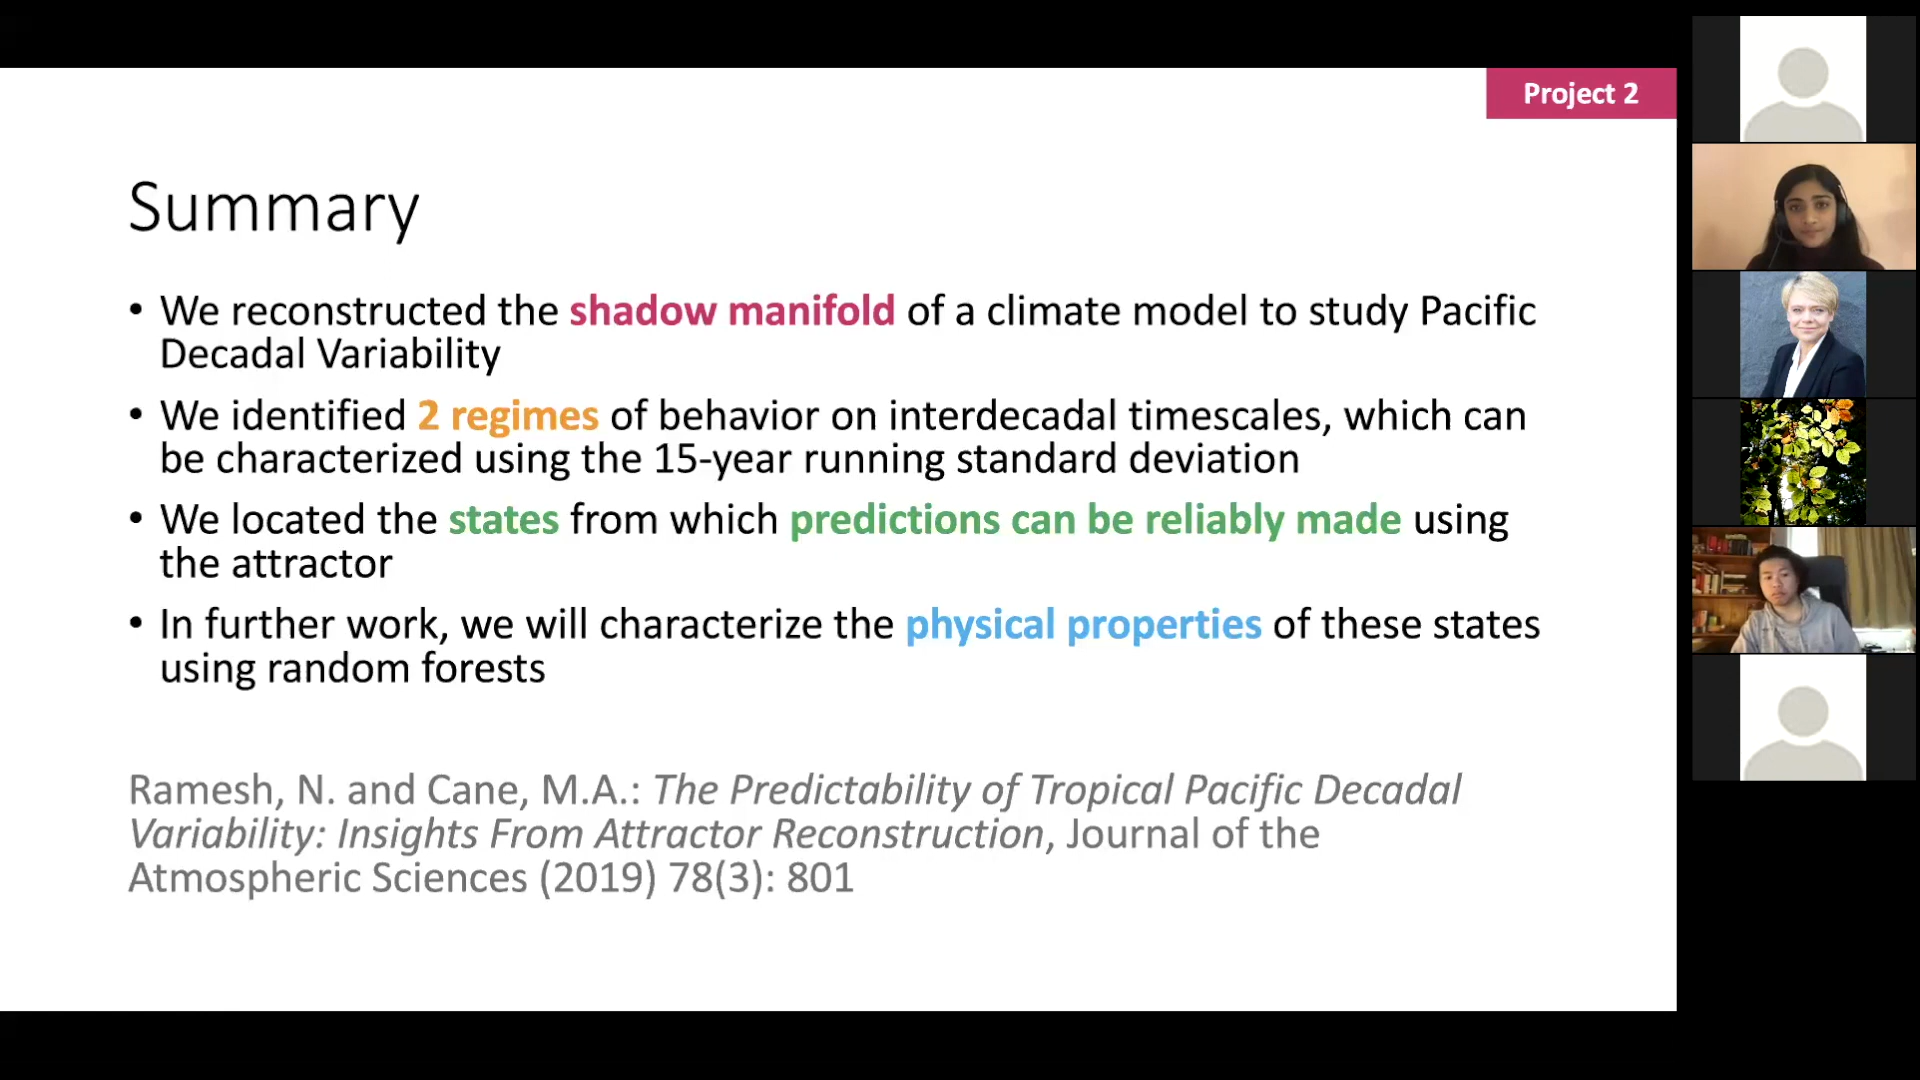 Project 2
Summary
• We reconstructed the shadow manifold of a climate model to study Pacific
Decadal Variability
• We identified 2 regimes of behavior on interdecadal timescales, which can
be characterized using the 15-year running standard deviation
• We located the states from which predictions can be reliably made using
the attractor
• In further work, we will characterize the physical properties of these states
using random forests
Ramesh, N. and Cane, M.A.: The Predictability of Tropical Pacific Decadal
Variability: Insights From Attractor Reconstruction, Journal of the
Atmospheric Sciences (2019) 78(3): 801